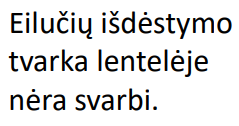 Eilučių išdėstymo
tvarka lentelėje
nėra svarbi.